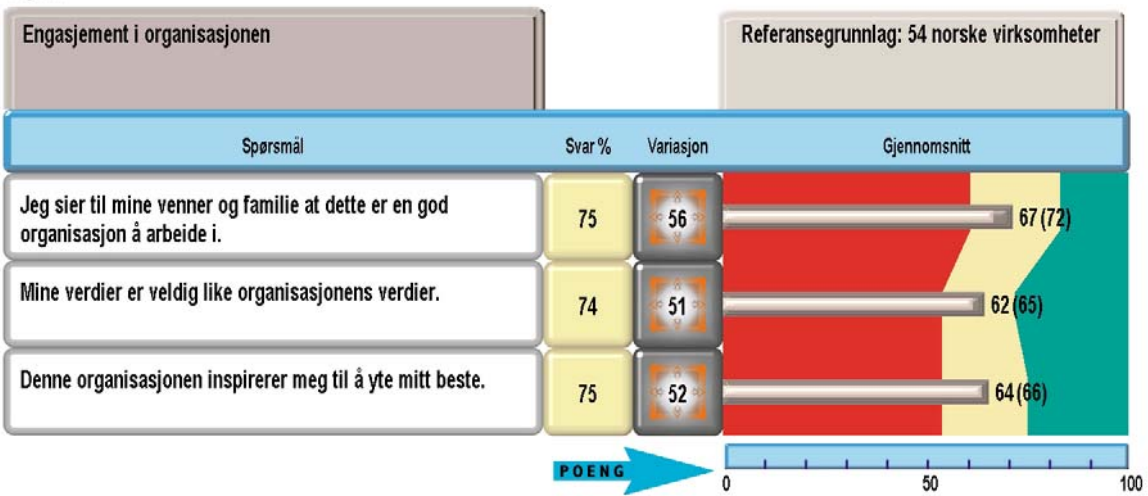 Engasjement i organisasjonen
Referansegrunnlag: 54 norske virksomheter
Spørsmål Svar % Variasjon Gjennomsnitt
Jeg sier til mine venner og familie at dette er en god
organisasjon å arbeide i.
75 56 67 (72)
Mine verdier er veldig like organisasjonens verdier.
74 51 62 (65)
Denne organisasjonen inspirerer meg til å yte mitt beste.
75 52 64 (66)
POENG
0 50 100